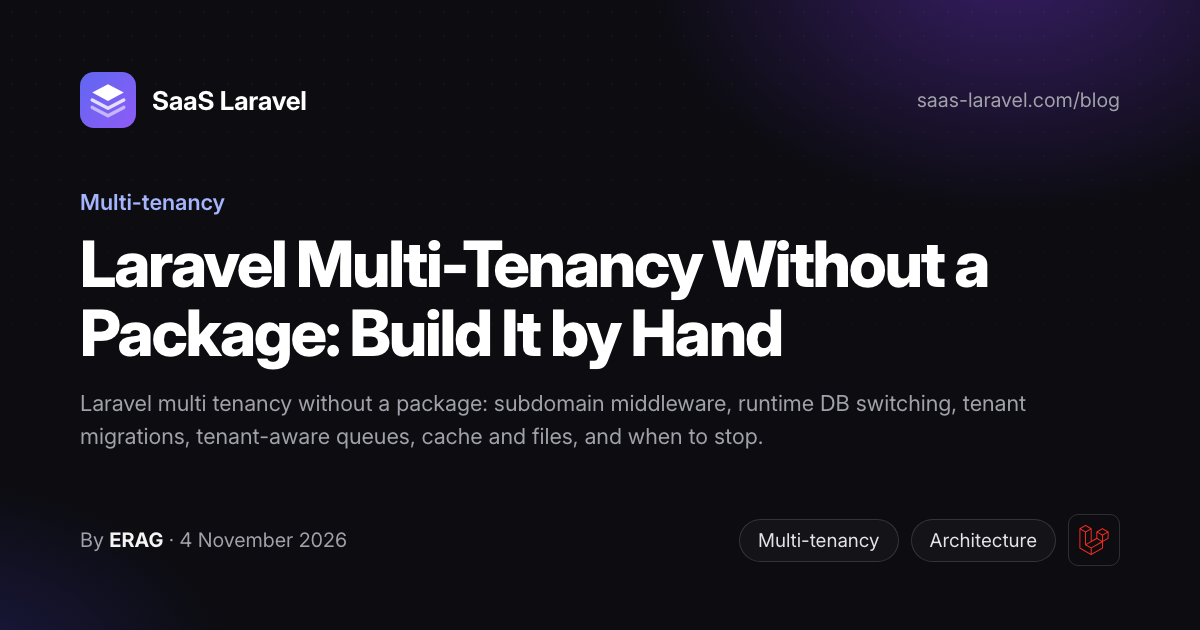 SaaS Laravel
saas-laravel.com/blog
Multi-tenancy
Laravel Multi-Tenancy Without a
Package: Build It by Hand
Laravel multi tenancy without a package: subdomain middleware, runtime DB switching, tenant
migrations, tenant-aware queues, cache and files, and when to stop.
By ERAG · 4 November 2026
Multi-tenancy
Architecture